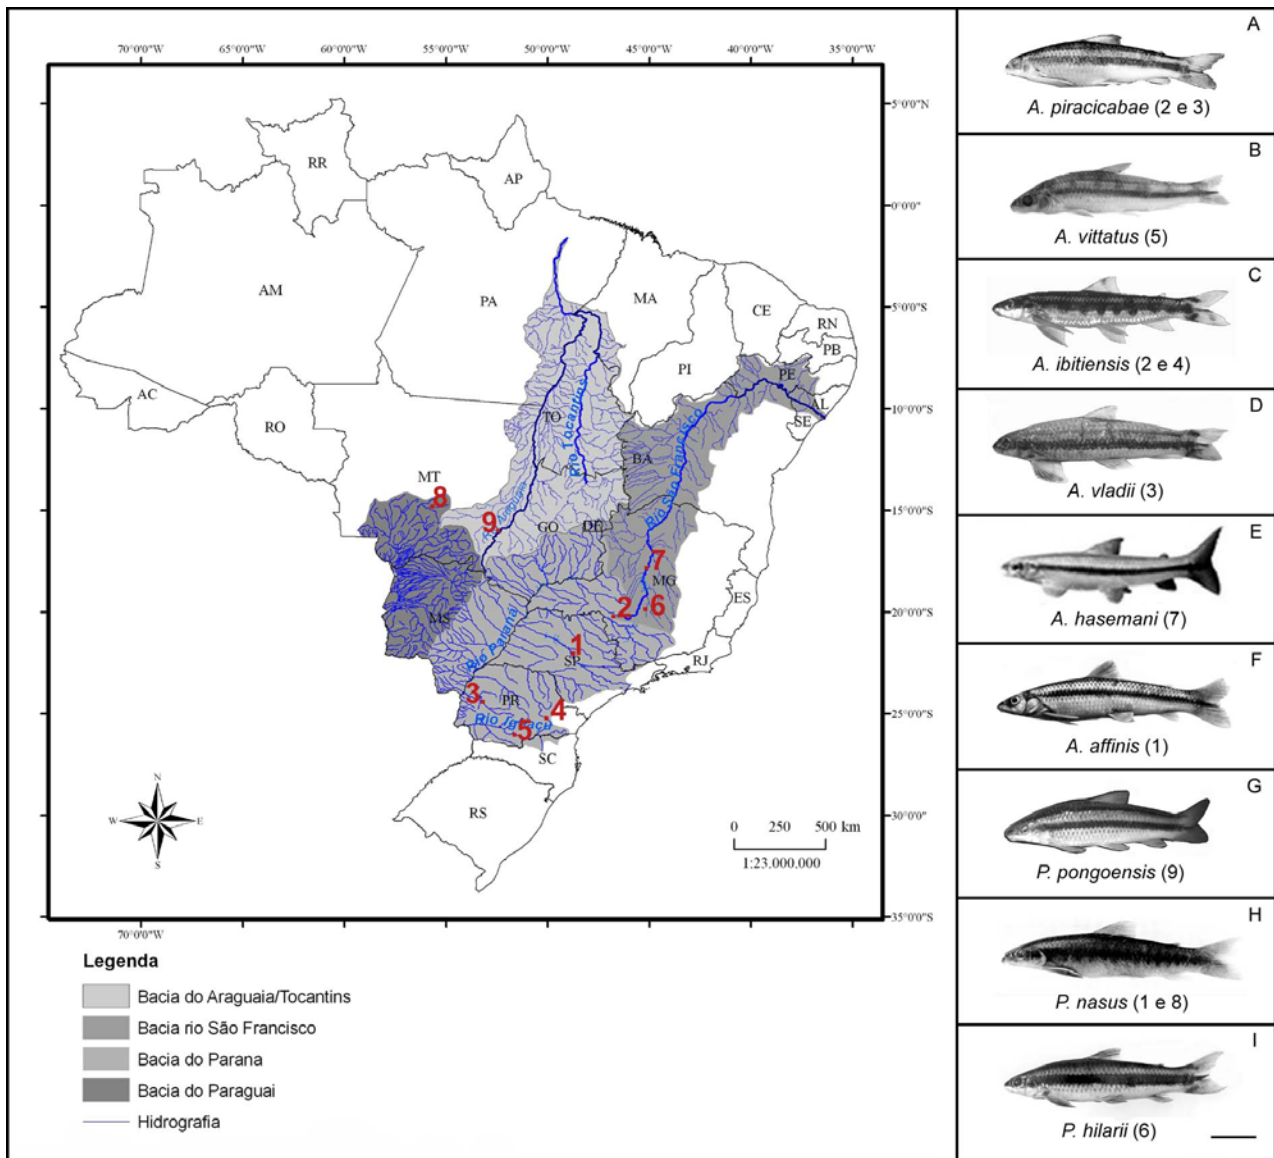 70°0'0"W 65°0'0"W 60°0'0"W 55°0'0"W 50°0'0"W 45°0'0"W 40°0'0"W 35°0'0"W
5°0'0"N
0°0'0"
5°0'0"S
10°0'0"S
15°0'0"S
20°0'0"S
25°0'0"S
30°0'0"S
35°0'0"S
70°0'0"W
RR
AP
AM
PA
MA
CE
RN
PB
PI
PE
AL
SE
AC
RO
TO
BA
MT
GO
DF
MG
ES
MS
SP
RJ
PR
SC
RS
Rio Tocantins
Rio São Francisco
Rio Araguaia
Rio Paraná
Rio Iguaçu
8
9
7
2
6
1
3
4
5
N
W E
S
0 500 km
1:23.000.000
Legenda
Bacia do Araguaia/Tocantins
Bacia rio São Francisco
Bacia do Parana
Bacia do Paraguai
Hidrografia
A
A. piracicabae (2 e 3)
B
A. vittatus (5)
C
A. ibitiensis (2 e 4)
D
A. vladii (3)
E
A. hasemani (7)
F
A. affinis (1)
G
P. pongoensis (9)
H
P. nasus (1 e 8)
I
P. hilarii (6)